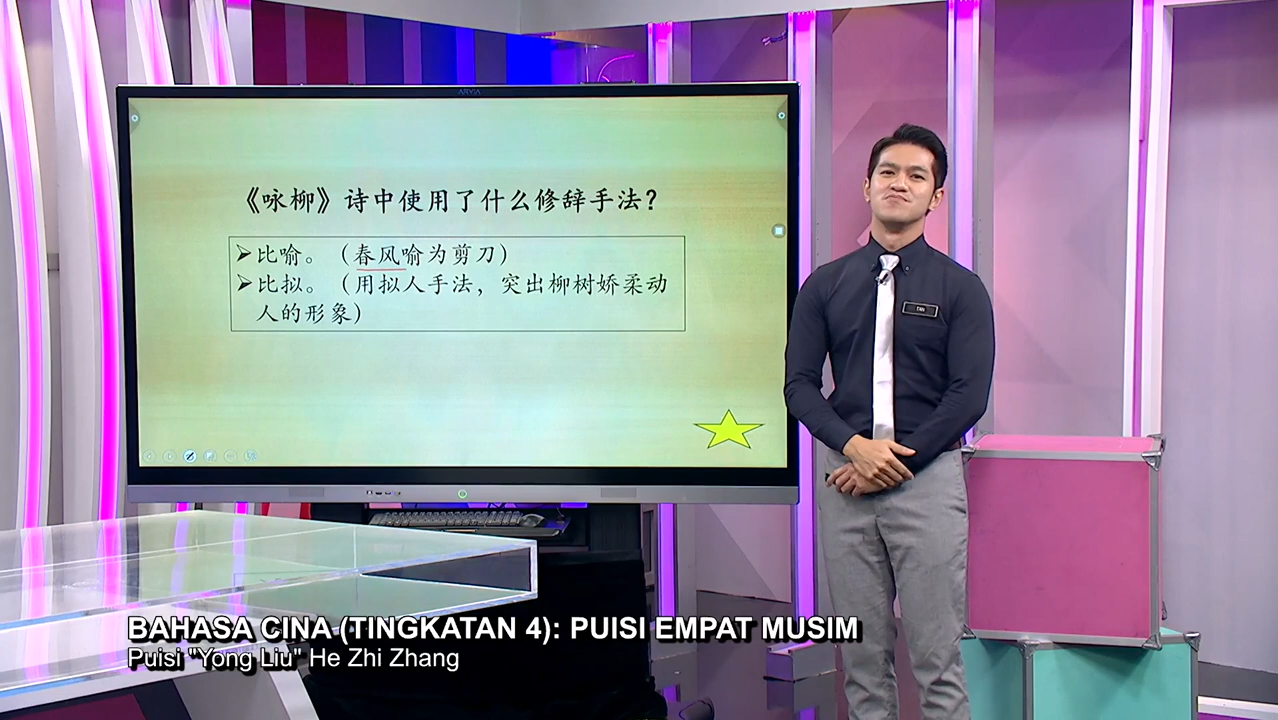 ARVIA
《咏柳》诗中使用了什么修辞手法？
➢比喻。（春风喻为剪刀）
➢比拟。（用拟人手法，突出柳树娇柔动
人的形象）
TAN
BAHASA CINA (TINGKATAN 4): PUISI EMPAT MUSIM
Puisi "Yong Liu" He Zhi Zhang